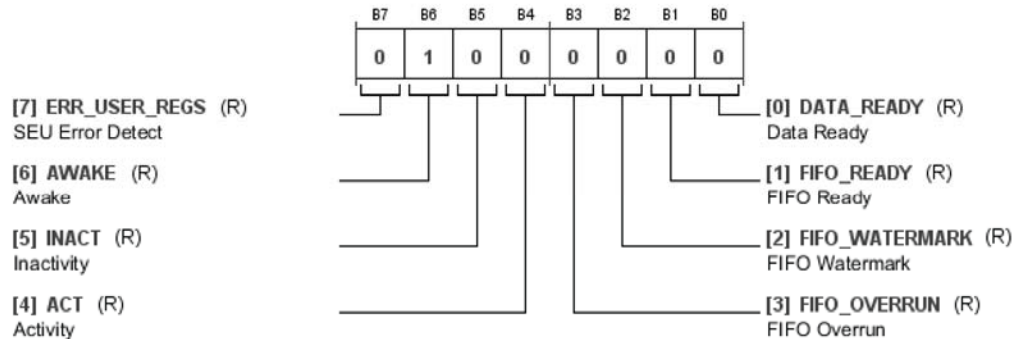 B7 B6 B5 B4 B3 B2 B1 B0
0 1 0 0 0 0 0 0
[7] ERR_USER_REGS (R)
SEU Error Detect
[6] AWAKE (R)
Awake
[5] INACT (R)
Inactivity
[4] ACT (R)
Activity
[0] DATA_READY (R)
Data Ready
[1] FIFO_READY (R)
FIFO Ready
[2] FIFO_WATERMARK (R)
FIFO Watermark
[3] FIFO_OVERRUN (R)
FIFO Overrun